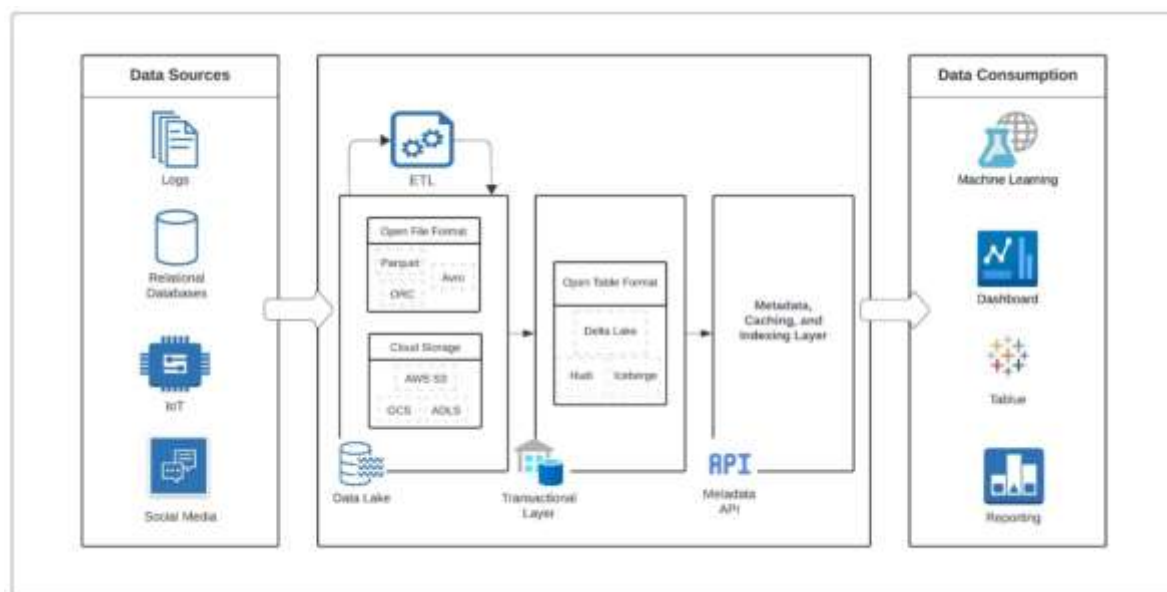 Data Sources
Logs
Relational
Databases
IoT
Social Media
ETL
Open File Format
Parquet
Avro
ORC
Cloud Storage
AWS S3
GCS
ADLS
Data Lake
Open Table Format
Delta Lake
Hudi
Iceberge
Transactional
Layer
Metadata,
Caching, and
Indexing Layer
API
Metadata
API
Data Consumption
Machine Learning
Dashboard
Tablue
Reporting